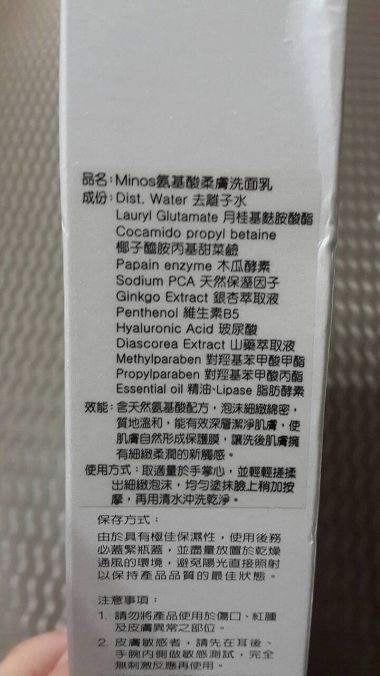 品名：Minos氨基酸柔膚洗面乳
成份：Dist. Water 去離子水
Lauryl Glutamate 月桂基麩胺酸酯
Cocamido propyl betaine
椰子醯胺丙基甜菜鹼
Papain enzyme 木瓜酵素
Sodium PCA 天然保溼因子
Ginkgo Extract 銀杏萃取液
Penthenol 維生素B5
Hyaluronic Acid 玻尿酸
Diascorea Extract 山藥萃取液
Methylparaben 對羥基苯甲酸甲酯
Propylparaben 對羥基苯甲酸丙酯
Essential oil 精油、Lipase 脂肪酵素
效能：含天然氨基酸配方，泡沫細緻綿密，
質地溫和，能有效深層潔淨肌膚，使
肌膚自然形成保護膜，讓洗後肌膚擁
有細緻柔潤的新觸感。
使用方式：取適量於手掌心，並輕輕搓揉
出細緻泡沫，均勻塗抹臉上稍加按
摩，再用清水沖洗乾淨。
保存方式：
由於具有極佳保濕性，使用後務
必蓋緊瓶蓋，並盡量放置於乾燥
通風的環境，避免陽光直接照射
以保持產品品質的最佳狀態。
注意事項：
1. 請勿將產品使用於傷口、紅腫
及皮膚異常之部位。
2. 皮膚敏感者，請先在耳後、
手腕內側做敏感測試，完全
無刺激反應再使用。